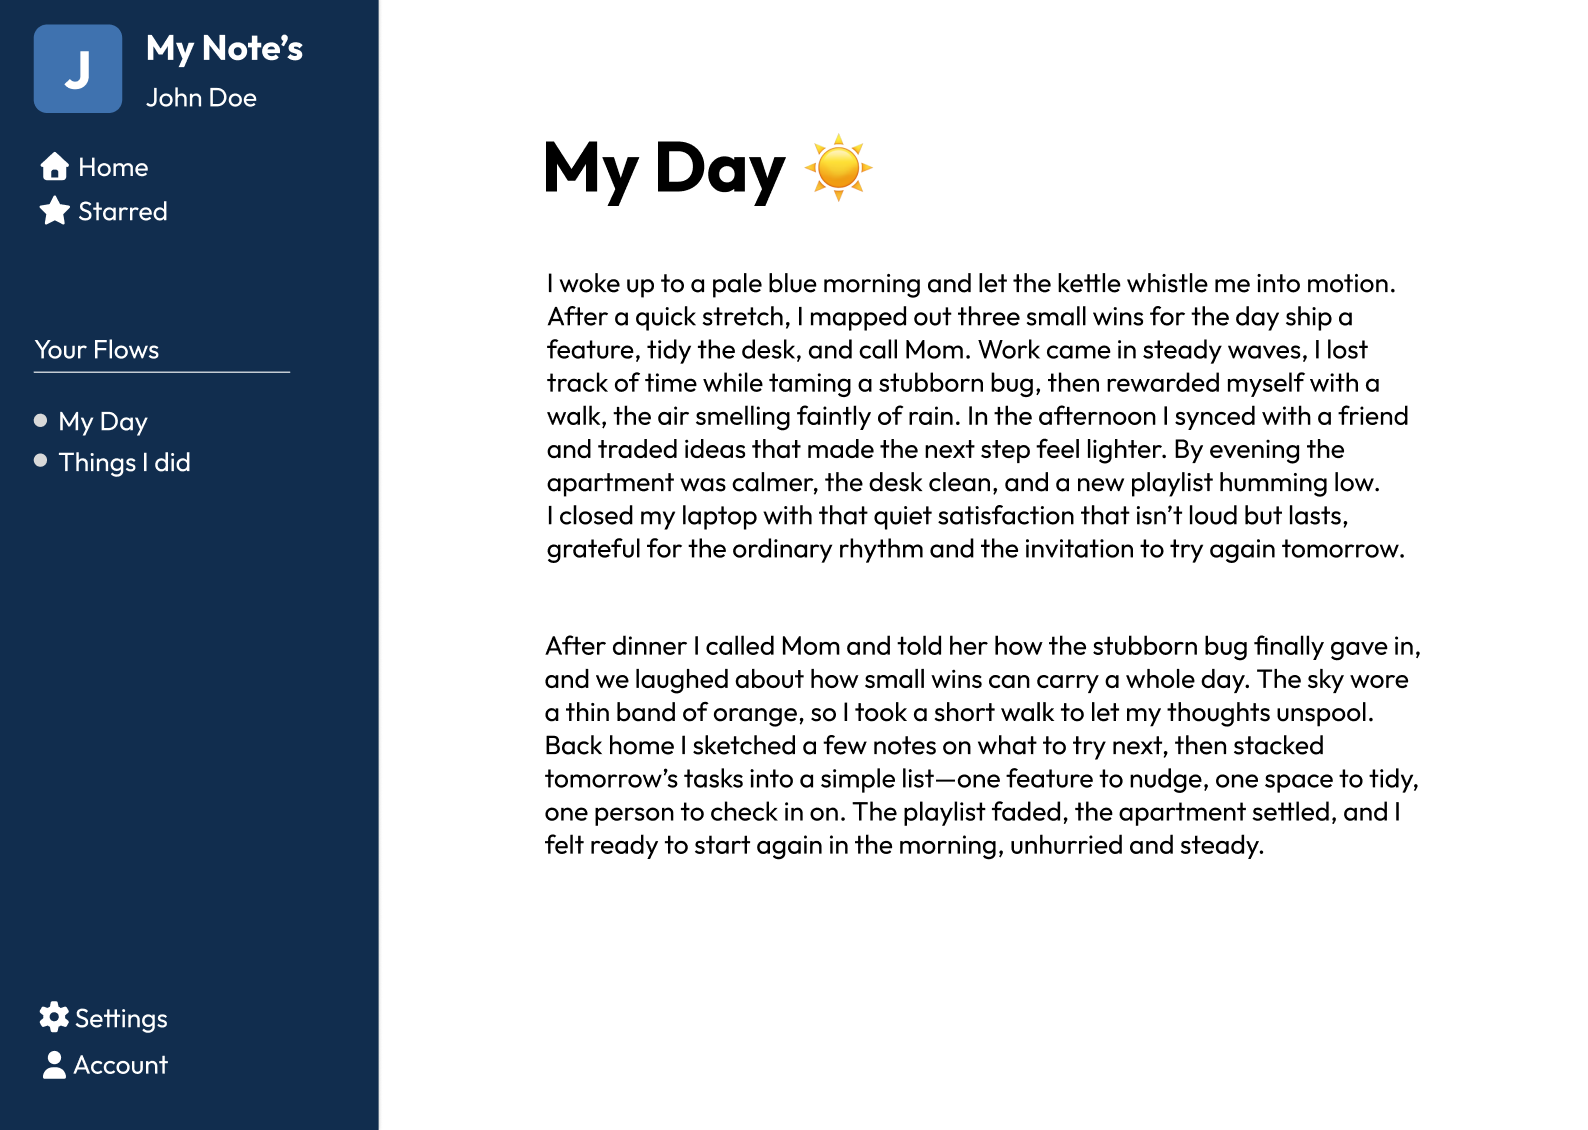 J
My Note’s
John Doe
Home
Starred
Your Flows
My Day
Things I did
Settings
Account
My Day ☀️
I woke up to a pale blue morning and let the kettle whistle me into motion.
After a quick stretch, I mapped out three small wins for the day ship a
feature, tidy the desk, and call Mom. Work came in steady waves, I lost
track of time while taming a stubborn bug, then rewarded myself with a
walk, the air smelling faintly of rain. In the afternoon I synced with a friend
and traded ideas that made the next step feel lighter. By evening the
apartment was calmer, the desk clean, and a new playlist humming low.
I closed my laptop with that quiet satisfaction that isn’t loud but lasts,
grateful for the ordinary rhythm and the invitation to try again tomorrow.
After dinner I called Mom and told her how the stubborn bug finally gave in,
and we laughed about how small wins can carry a whole day. The sky wore
a thin band of orange, so I took a short walk to let my thoughts unspool.
Back home I sketched a few notes on what to try next, then stacked
tomorrow’s tasks into a simple list—one feature to nudge, one space to tidy,
one person to check in on. The playlist faded, the apartment settled, and I
felt ready to start again in the morning, unhurried and steady.